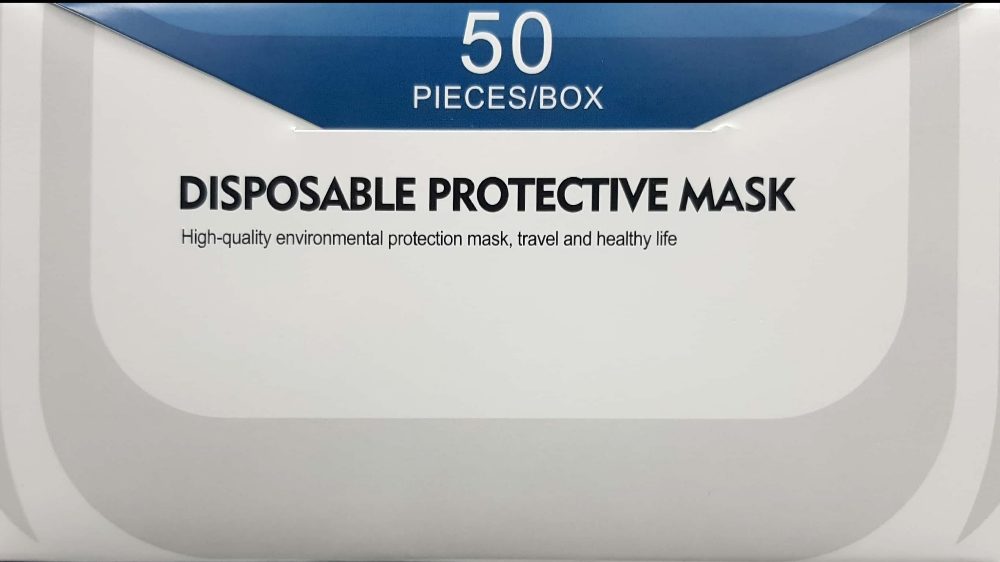 50
PIECES/BOX
DISPOSABLE PROTECTIVE MASK
High-quality environmental protection mask, travel and healthy life